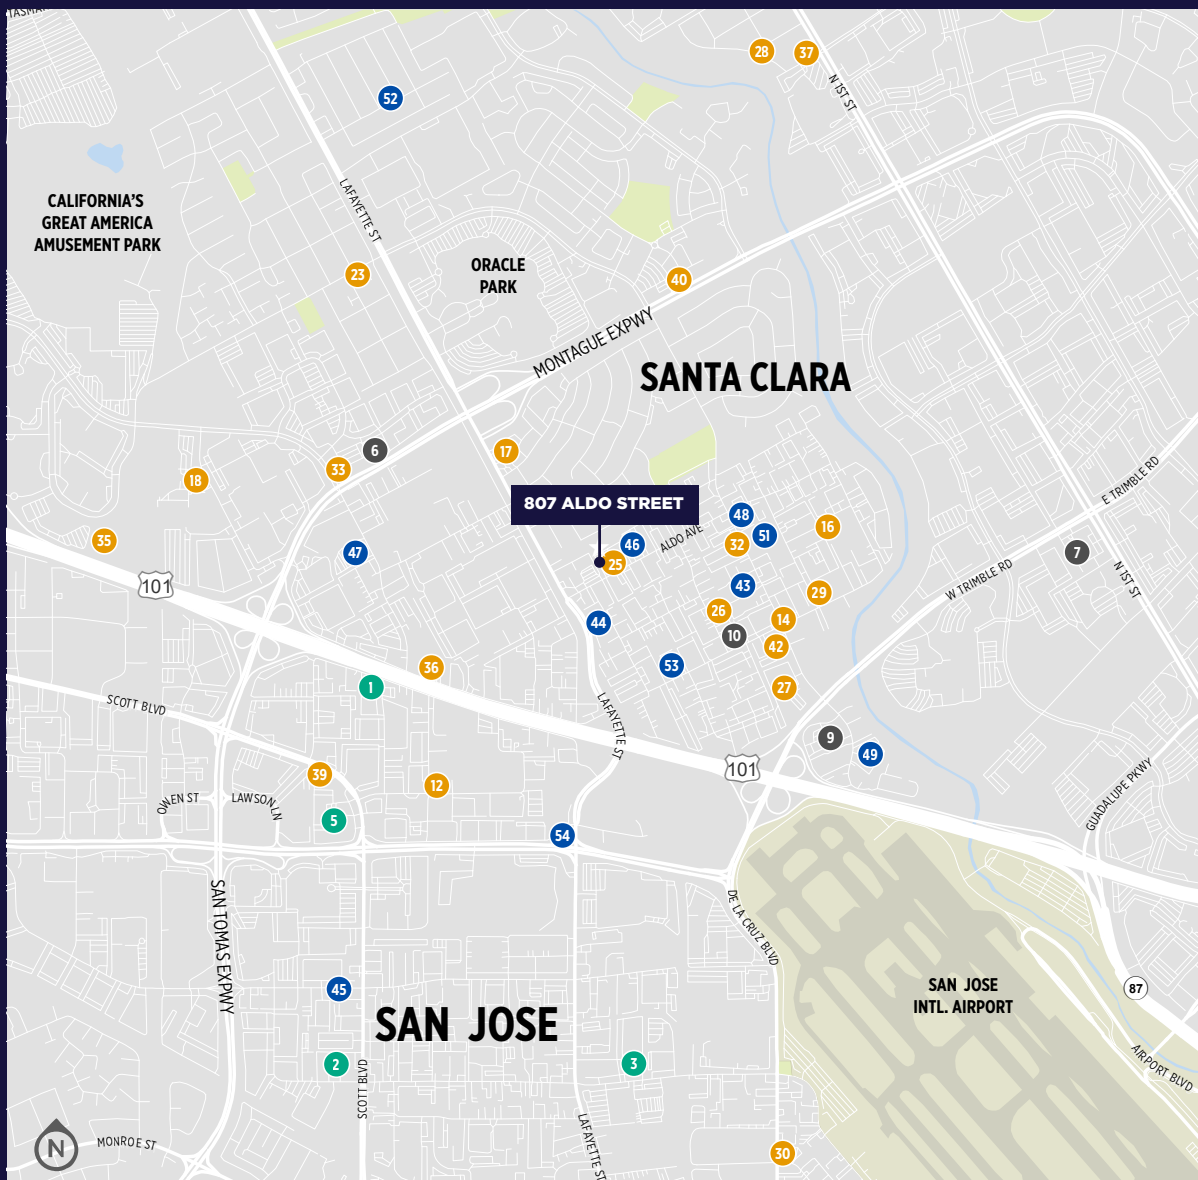 TASMA
28
37
52
N 1ST ST
CALIFORNIA'S
GREAT AMERICA
AMUSEMENT PARK
LAFAYETTE ST
23
ORACLE
PARK
40
MONTAGUE EXPWY
SANTA CLARA
6
17
33
18
E TRIMBLE RD
807 ALDO STREET
48
16
51
35
46
ALDO AVE
32
47
7
25
101
N 1ST ST
W TRIMBLE RD
43
29
26
14
44
10
42
53
36
1
27
SCOTT BLVD
LAFAYETTE ST
9
49
101
39
12
GUADALUPE PKWY
OWEN ST
LAWSON LN
5
54
SAN TOMAS EXPWY
DE LA CRUZ BLVD
45
SAN JOSE
INTL. AIRPORT
87
SAN JOSE
2
3
SCOTT BLVD
AIRPORT BLVD
N
MONROE ST
LAFAYETTE ST
30